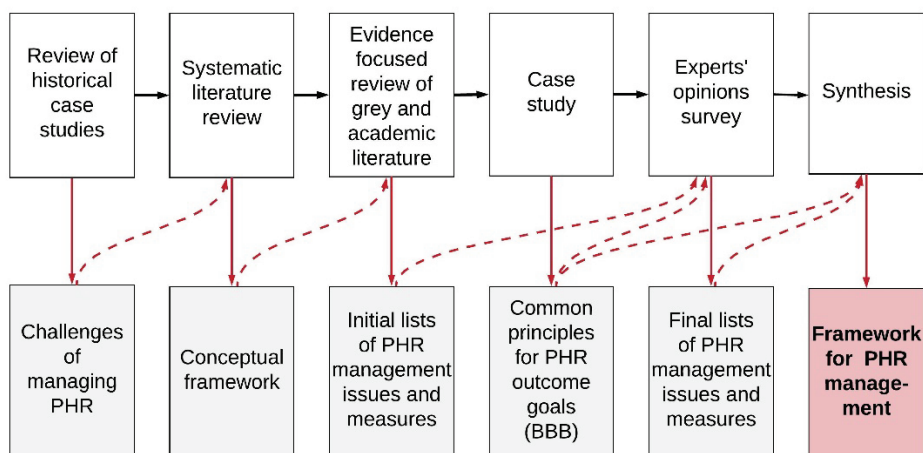 Review of
historical
case
studies
Systematic
literature
review
Evidence
focused
review of
grey and
academic
literature
Case
study
Experts'
opinions
survey
Synthesis
Challenges
of
managing
PHR
Conceptual
framework
Initial lists
of PHR
management
issues and
measures
Common
principles
for PHR
outcome
goals
(BBB)
Final lists of
PHR
management
issues and
measures
Framework
for PHR
manage-
ment